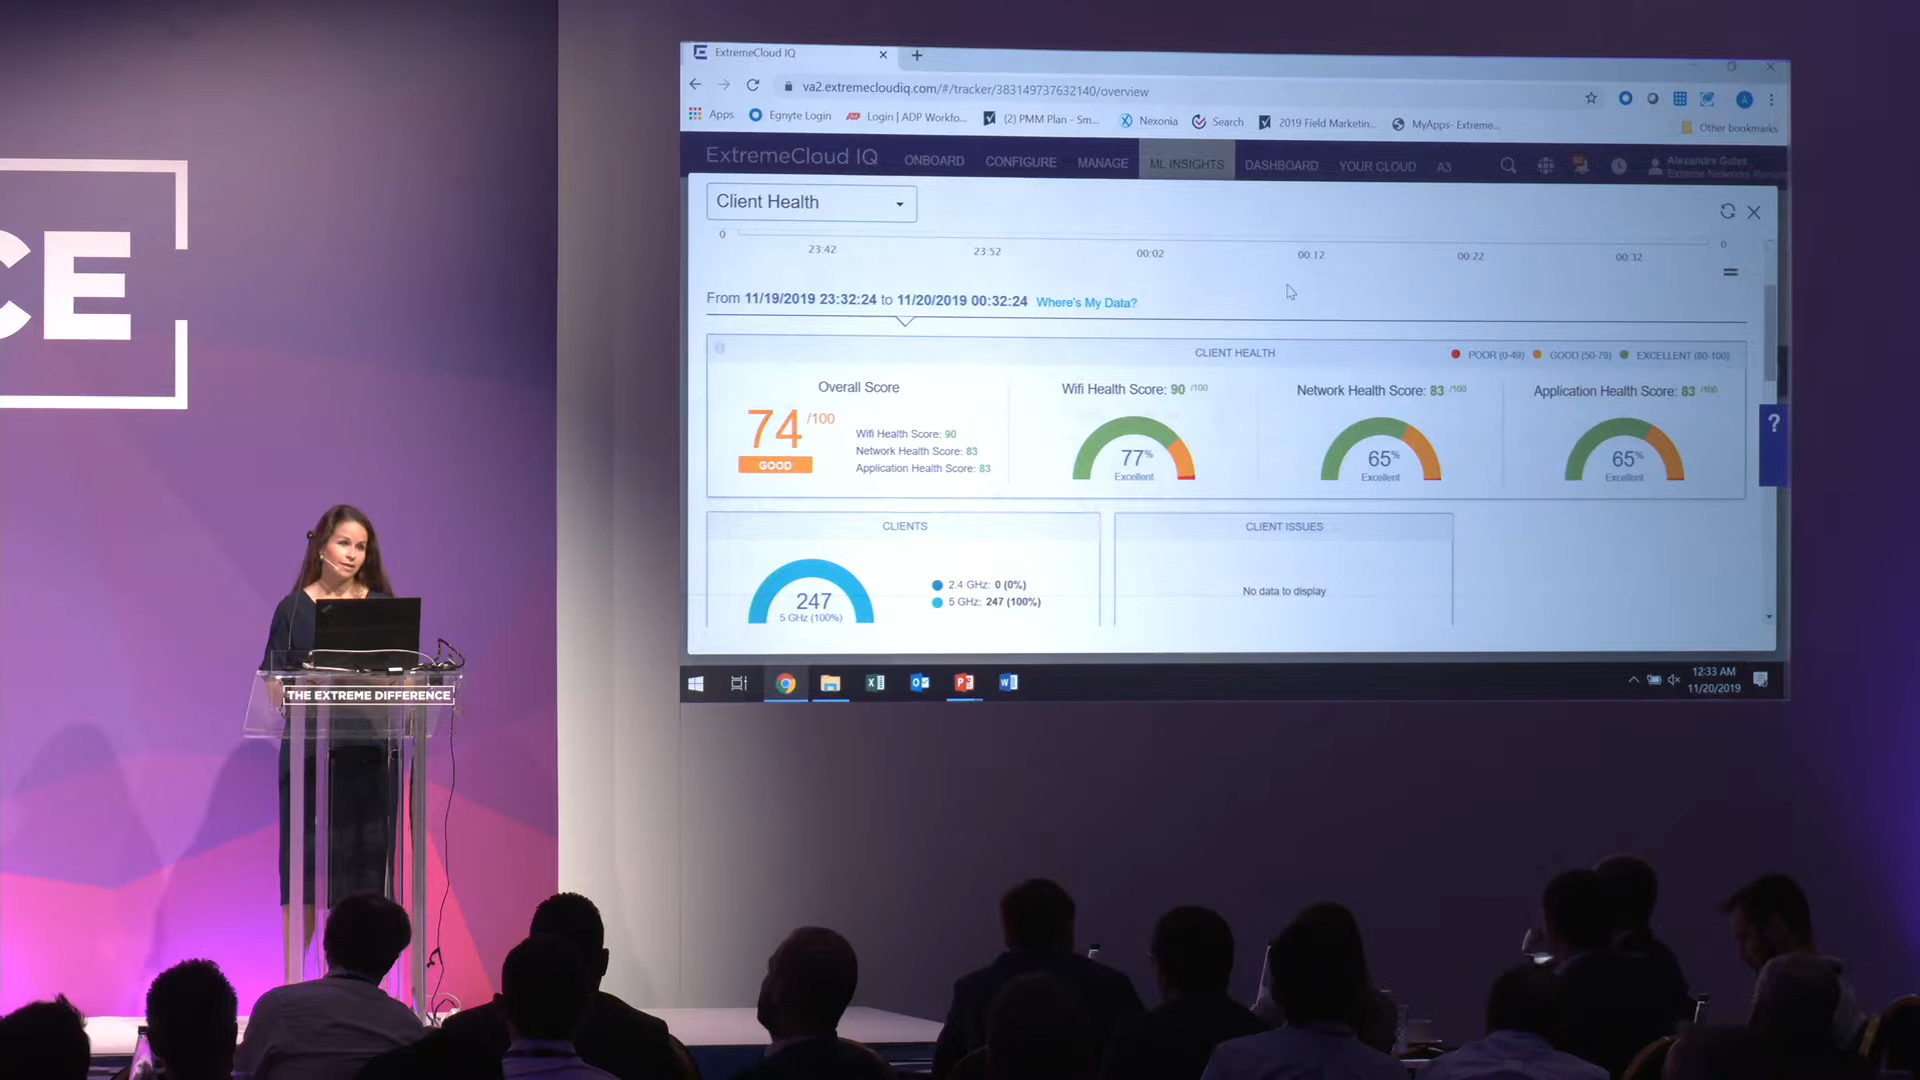 CE
THE EXTREME DIFFERENCE
ExtremeCloud IQ
va2.extremecloudiq.com/#/tracker/383149737632140/overview
Apps Egnyte Login Login | ADP Workfo... (2) PMM Plan - Sm... Nexonia Search 2019 Field Marketin... MyApps- Extreme... Other bookmarks
ExtremeCloud IQ ONBOARD CONFIGURE MANAGE ML INSIGHTS DASHBOARD YOUR CLOUD A3
Alexandra Gates
Extreme Networks Remo
Client Health
0 0
23:42 23:52 00:02 00:12 00:22 00:32
From 11/19/2019 23:32:24 to 11/20/2019 00:32:24 Where's My Data?
CLIENT HEALTH POOR (0-49) GOOD (50-79) EXCELLENT (80-100)
Overall Score
74 /100
GOOD
Wifi Health Score: 90
Network Health Score: 83
Application Health Score: 83
Wifi Health Score: 90 /100
77%
Excellent
Network Health Score: 83 /100
65%
Excellent
Application Health Score: 83 /100
65%
Excellent
?
CLIENTS
247
5 GHz (100%)
2.4 GHz: 0 (0%)
5 GHz: 247 (100%)
CLIENT ISSUES
No data to display
12:33 AM
11/20/2019